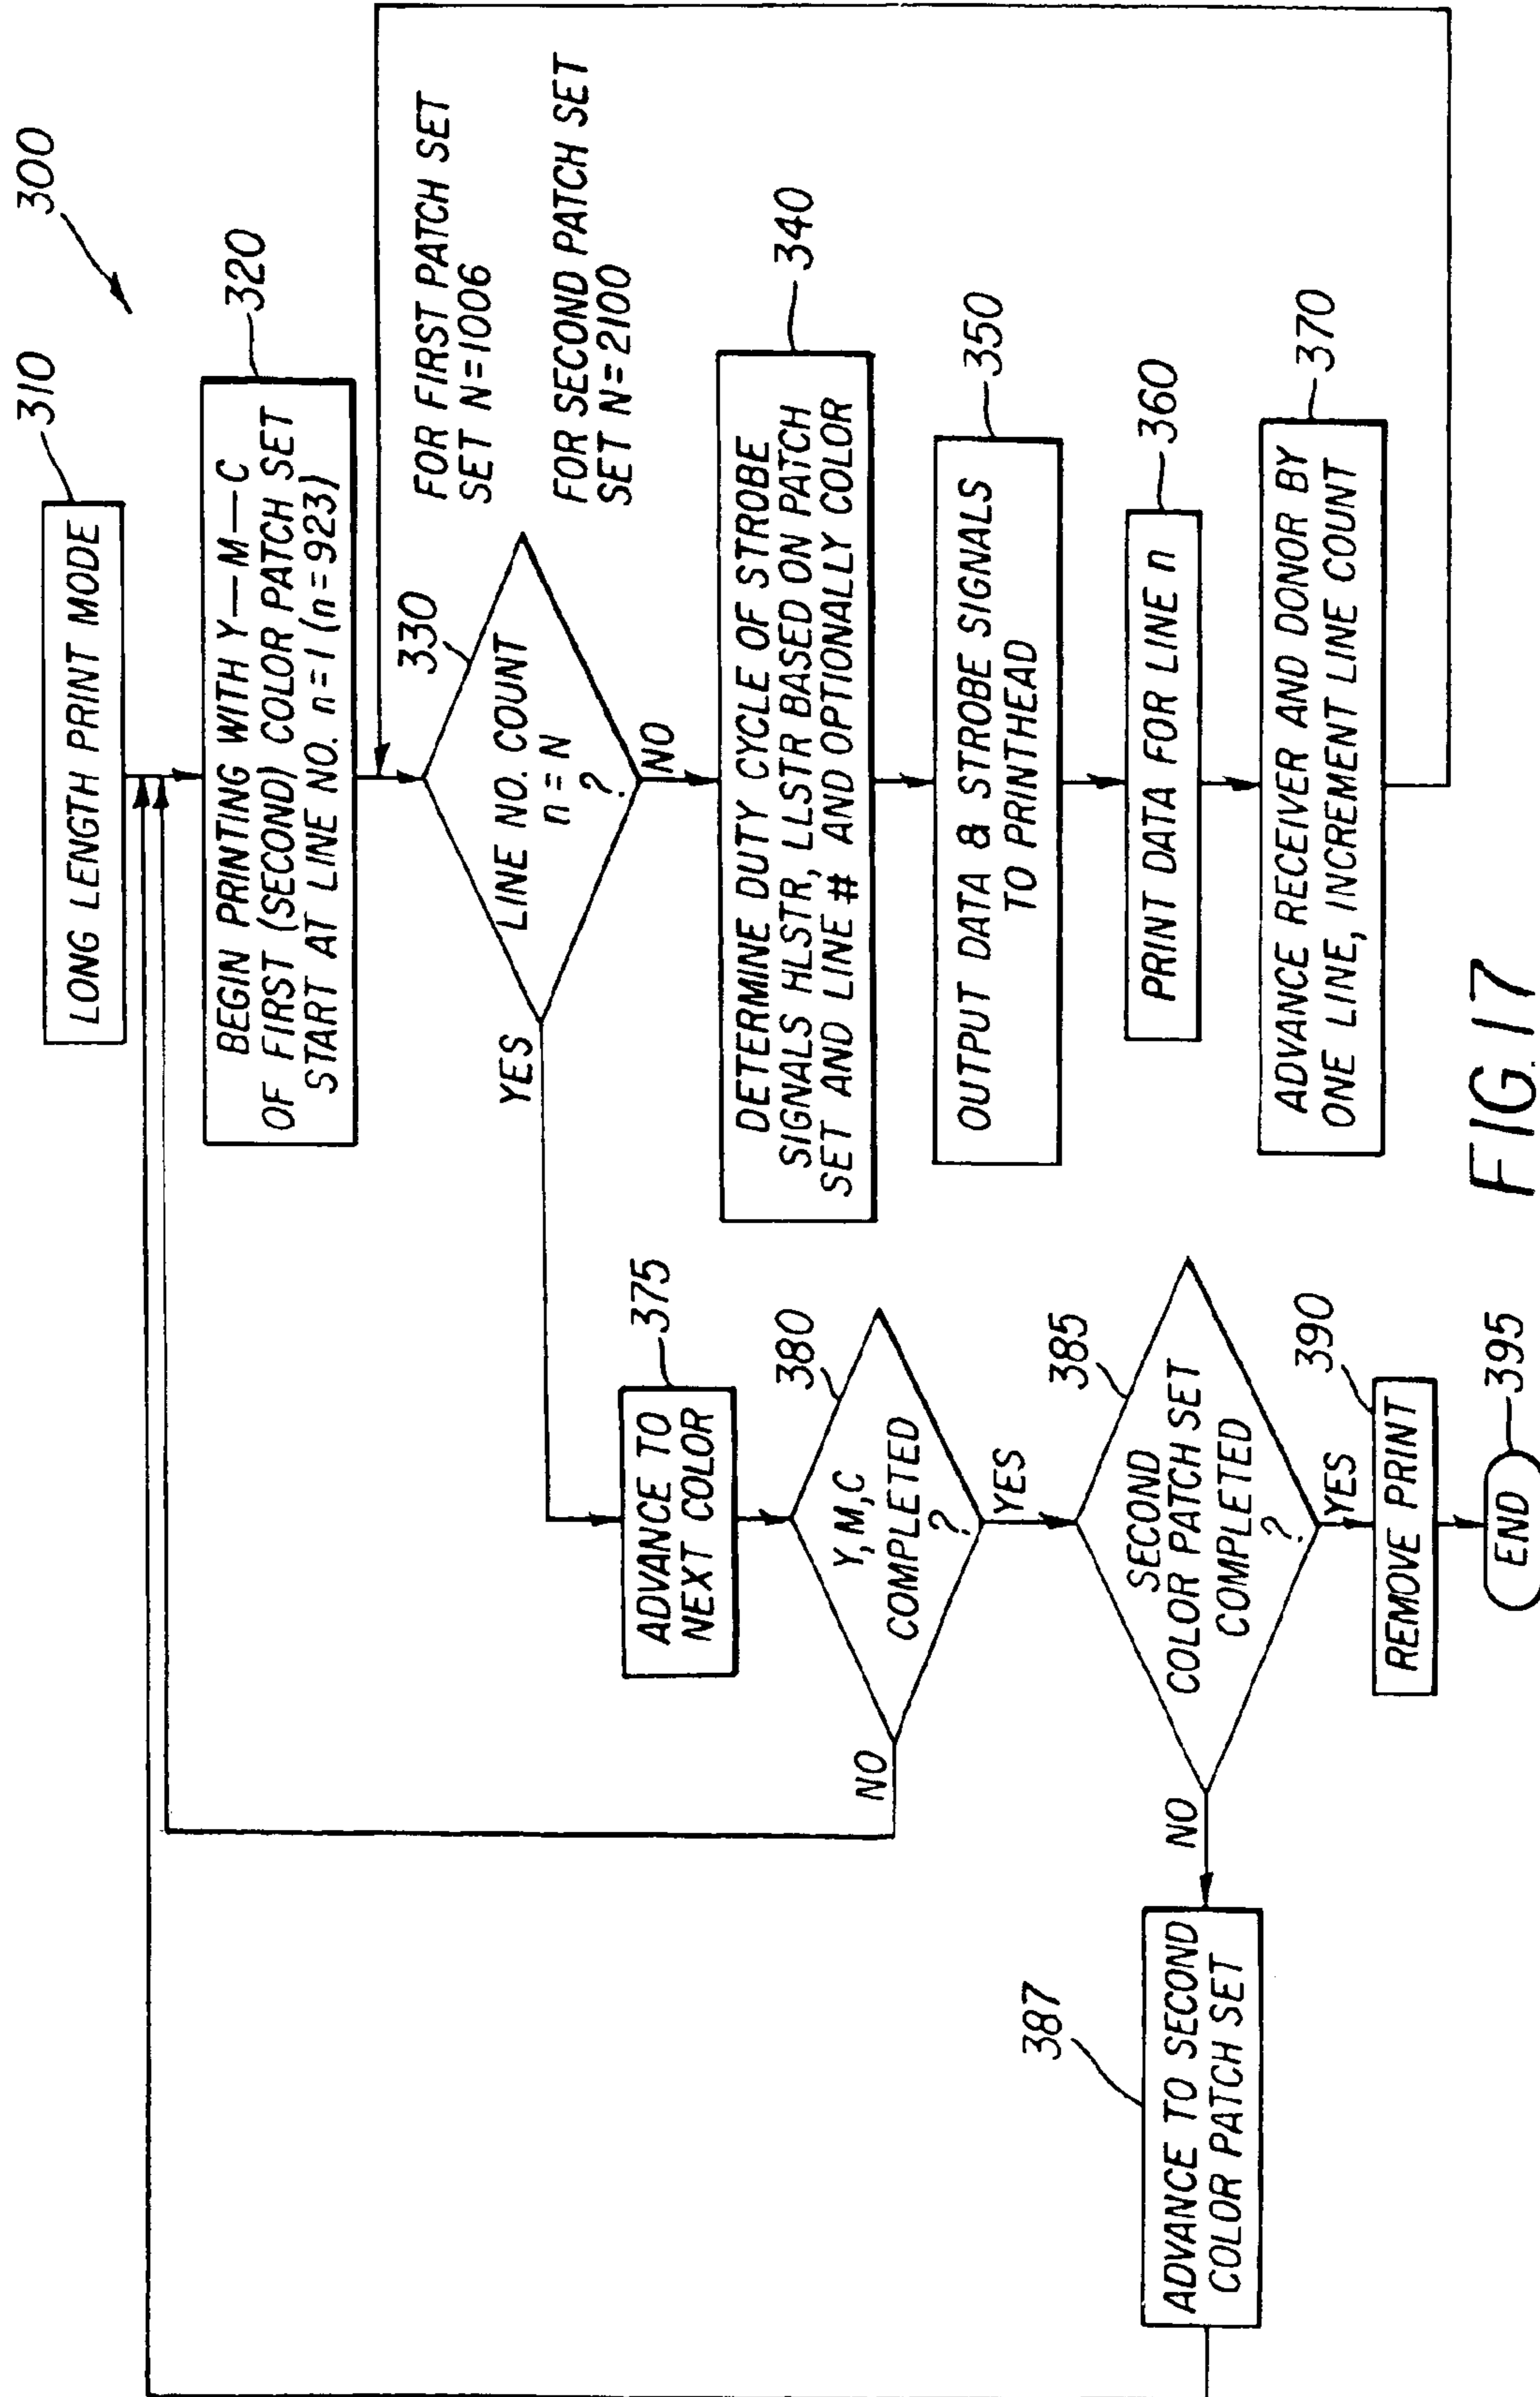 300
310
LONG LENGTH PRINT MODE
320
BEGIN PRINTING WITH Y—M—C
OF FIRST (SECOND) COLOR PATCH SET
START AT LINE NO. n=1 (n=923)
330
LINE NO. COUNT
n = N
?
YES
NO
FOR FIRST PATCH SET
SET N=1006
FOR SECOND PATCH SET
SET N=2100
340
DETERMINE DUTY CYCLE OF STROBE
SIGNALS HLSTR, LLSTR BASED ON PATCH
SET AND LINE # AND OPTIONALLY COLOR
350
OUTPUT DATA & STROBE SIGNALS
TO PRINTHEAD
360
PRINT DATA FOR LINE n
370
ADVANCE RECEIVER AND DONOR BY
ONE LINE, INCREMENT LINE COUNT
375
ADVANCE TO
NEXT COLOR
380
Y, M, C
COMPLETED
?
NO
YES
385
SECOND
COLOR PATCH SET
COMPLETED
?
NO
YES
387
ADVANCE TO SECOND
COLOR PATCH SET
390
REMOVE PRINT
395
END
FIG. 17